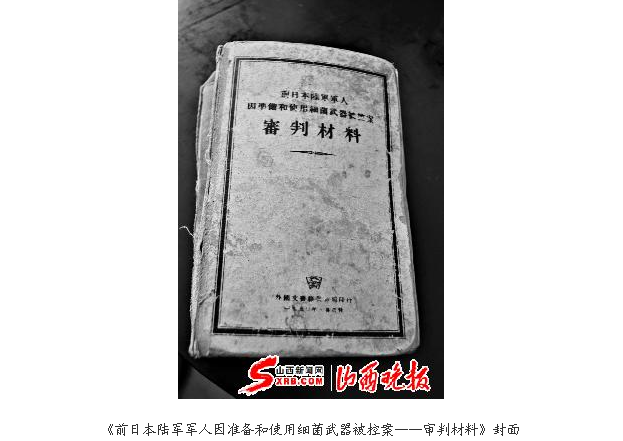 前日本陸軍軍人
因準備和使用細菌武器被控案
審判材料
外國文書籍出版局印行
山西新闻网
SXRB.COM
山西晚报
《前日本陆军军人因准备和使用细菌武器被控案——审判材料》封面